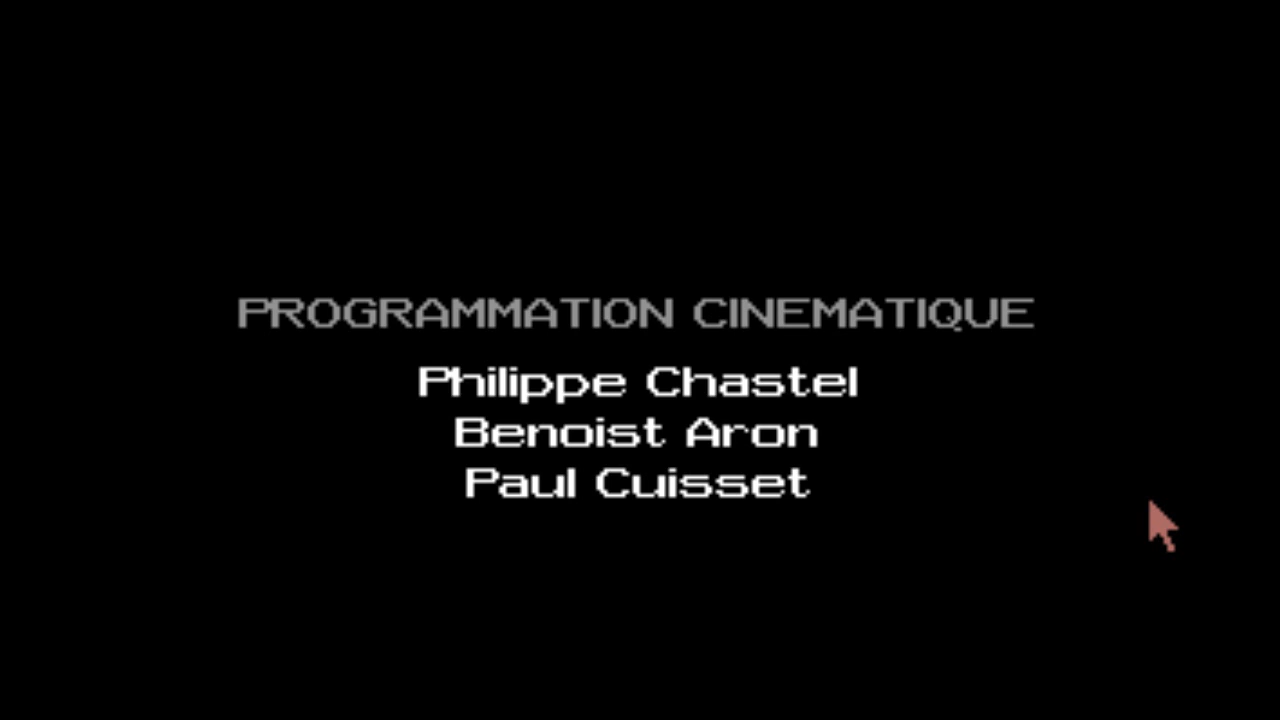 PROGRAMMATION CINEMATIQUE
Philippe Chastel
Benoist Aron
Paul Cuisset